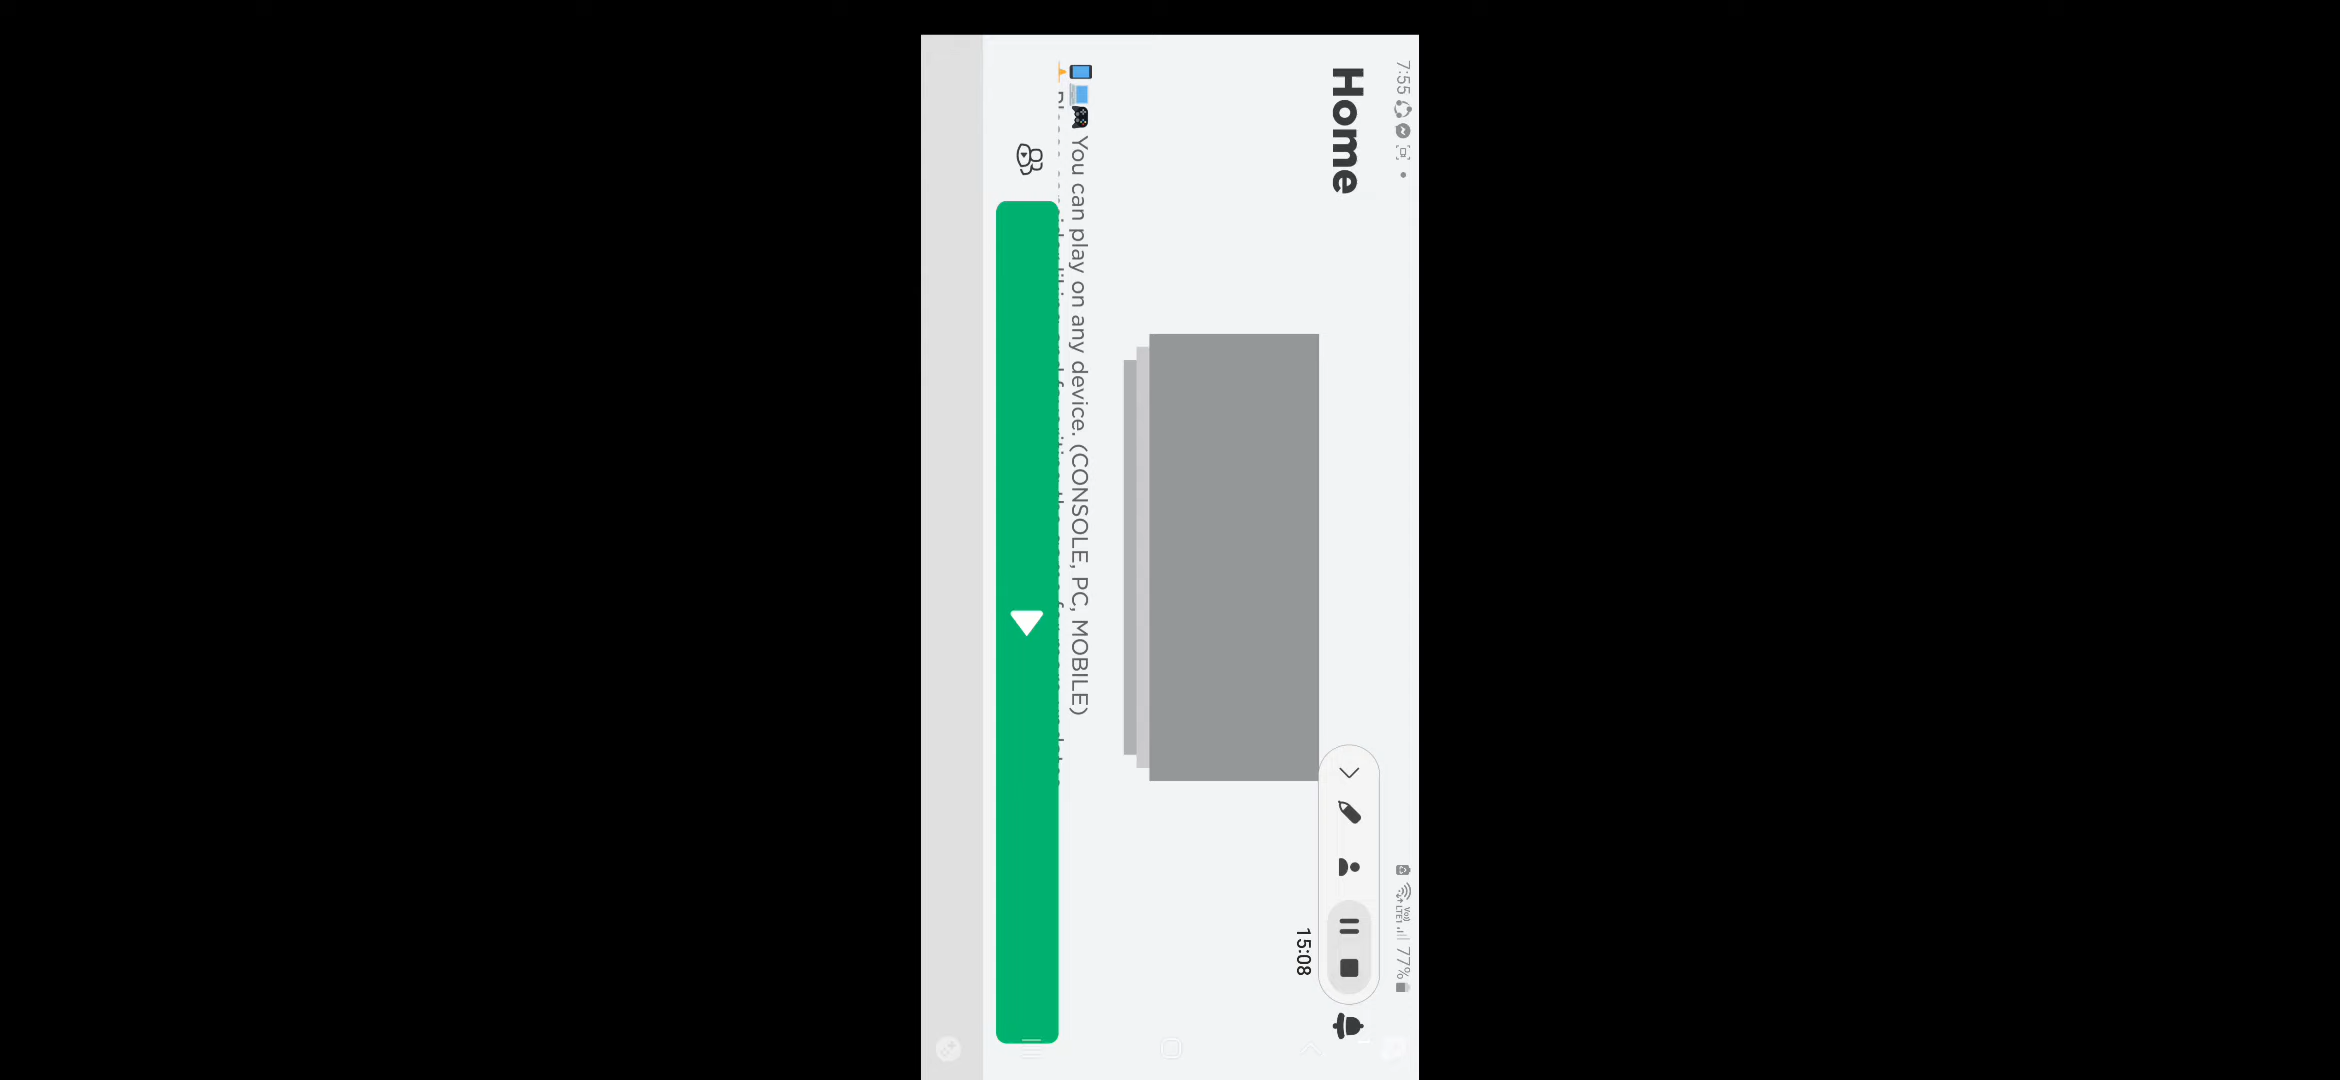 7:55
77%
Home
15:08
You can play on any device. (CONSOLE, PC, MOBILE)